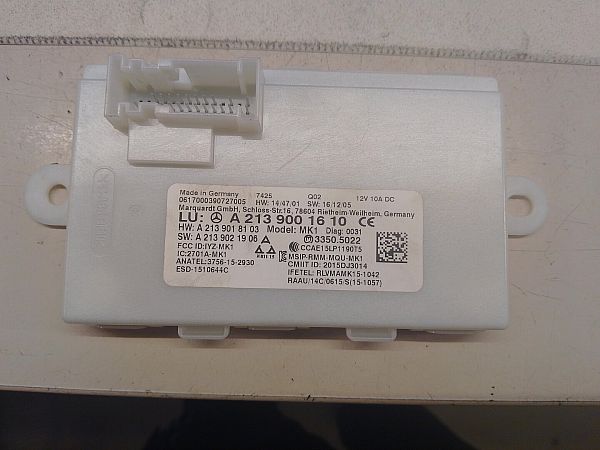 Made in Germany 7425 Q02 12V 10A DC
0617000390727005 HW: 14/47/01 SW: 16/12/05
Marquardt GmbH, Schloss-Str.16, 78604 Rietheim-Weilheim, Germany
LU: A 213 900 16 10 CE
HW: A 213 901 81 03 Model: MK1 Diag: 0031
SW: A 213 902 19 06 3350.5022
FCC ID: IYZ-MK1 CCAE15LP1190T5
IC:2701A-MK1 MSIP-RMM-MQU-MK1
ANATEL:3756-15-2930 CMIIT ID: 2015DJ3014
ESD-1510644C IFETEL: RLVMAMK15-1042
RAAU/14C/0615/S(15-1057)